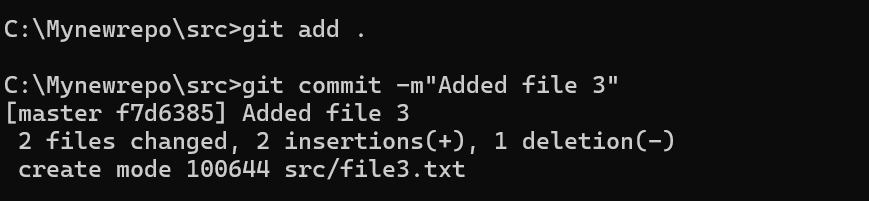 C:\Mynewrepo\src>git add .
C:\Mynewrepo\src>git commit -m"Added file 3"
[master f7d6385] Added file 3
 2 files changed, 2 insertions(+), 1 deletion(-)
 create mode 100644 src/file3.txt